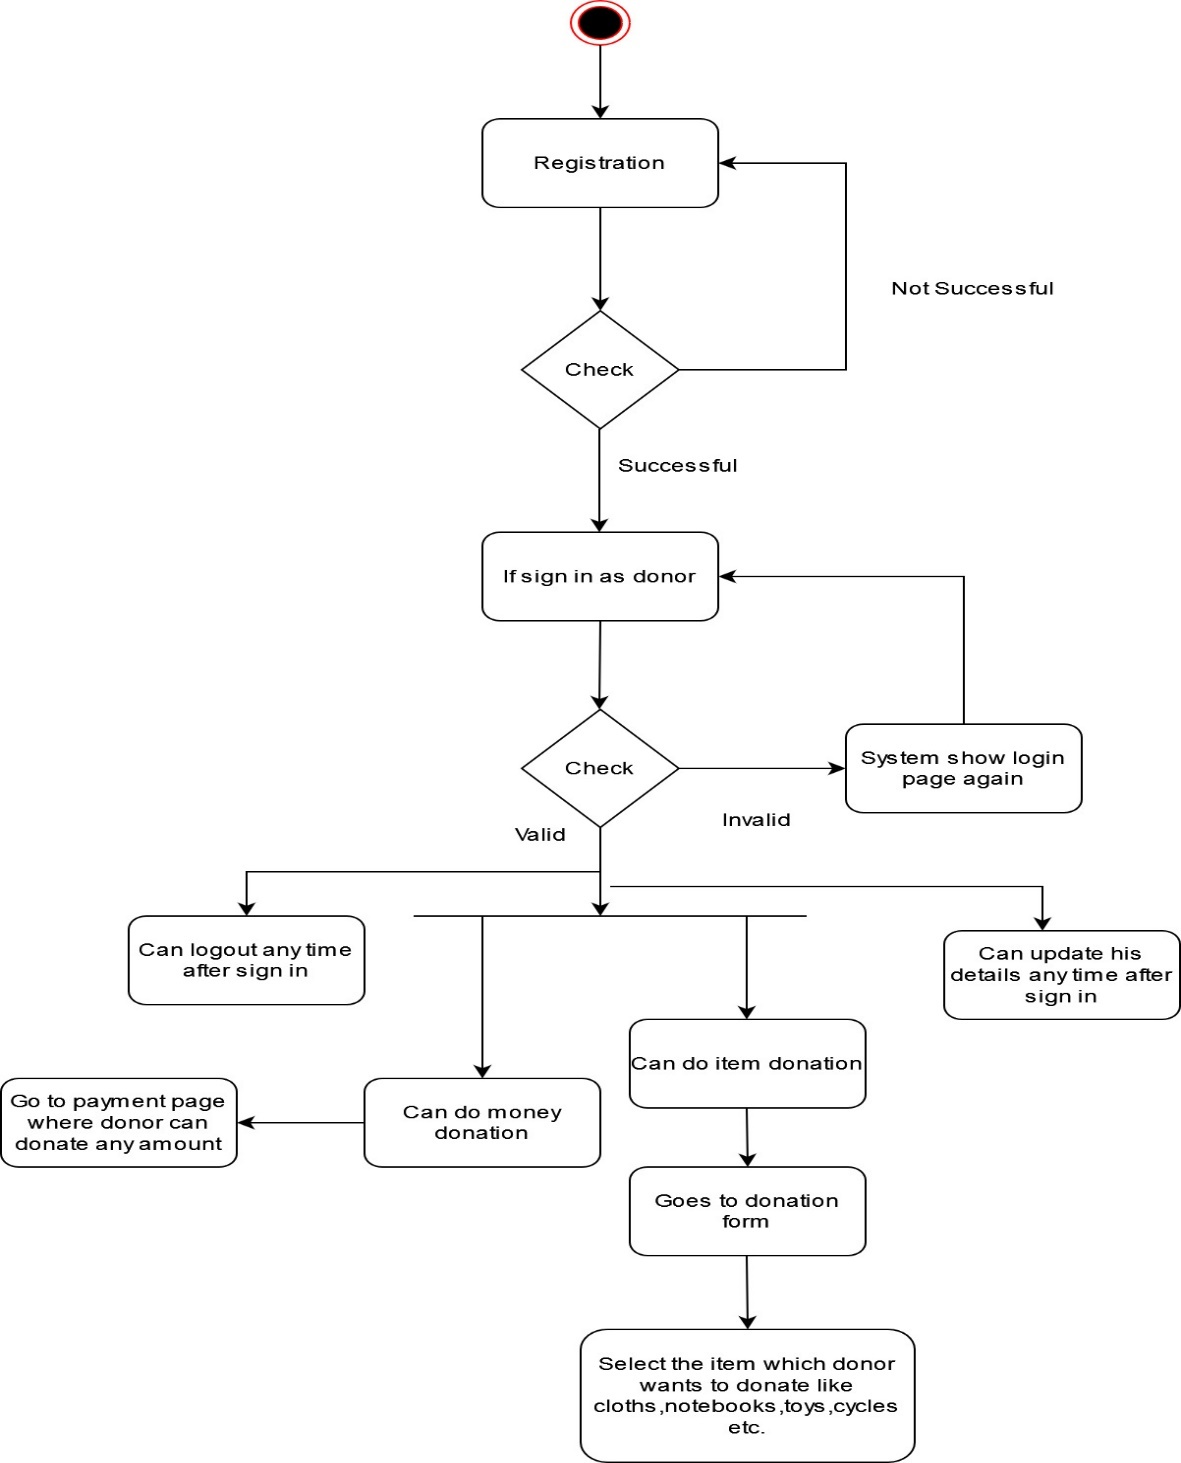 Registration
Not Successful
Check
Successful
If sign in as donor
Check
System show login
page again
Invalid
Valid
Can logout any time
after sign in
Can update his
details any time after
sign in
Can do item donation
Go to payment page
where donor can
donate any amount
Can do money
donation
Goes to donation
form
Select the item which donor
wants to donate like
cloths,notebooks,toys,cycles
etc.